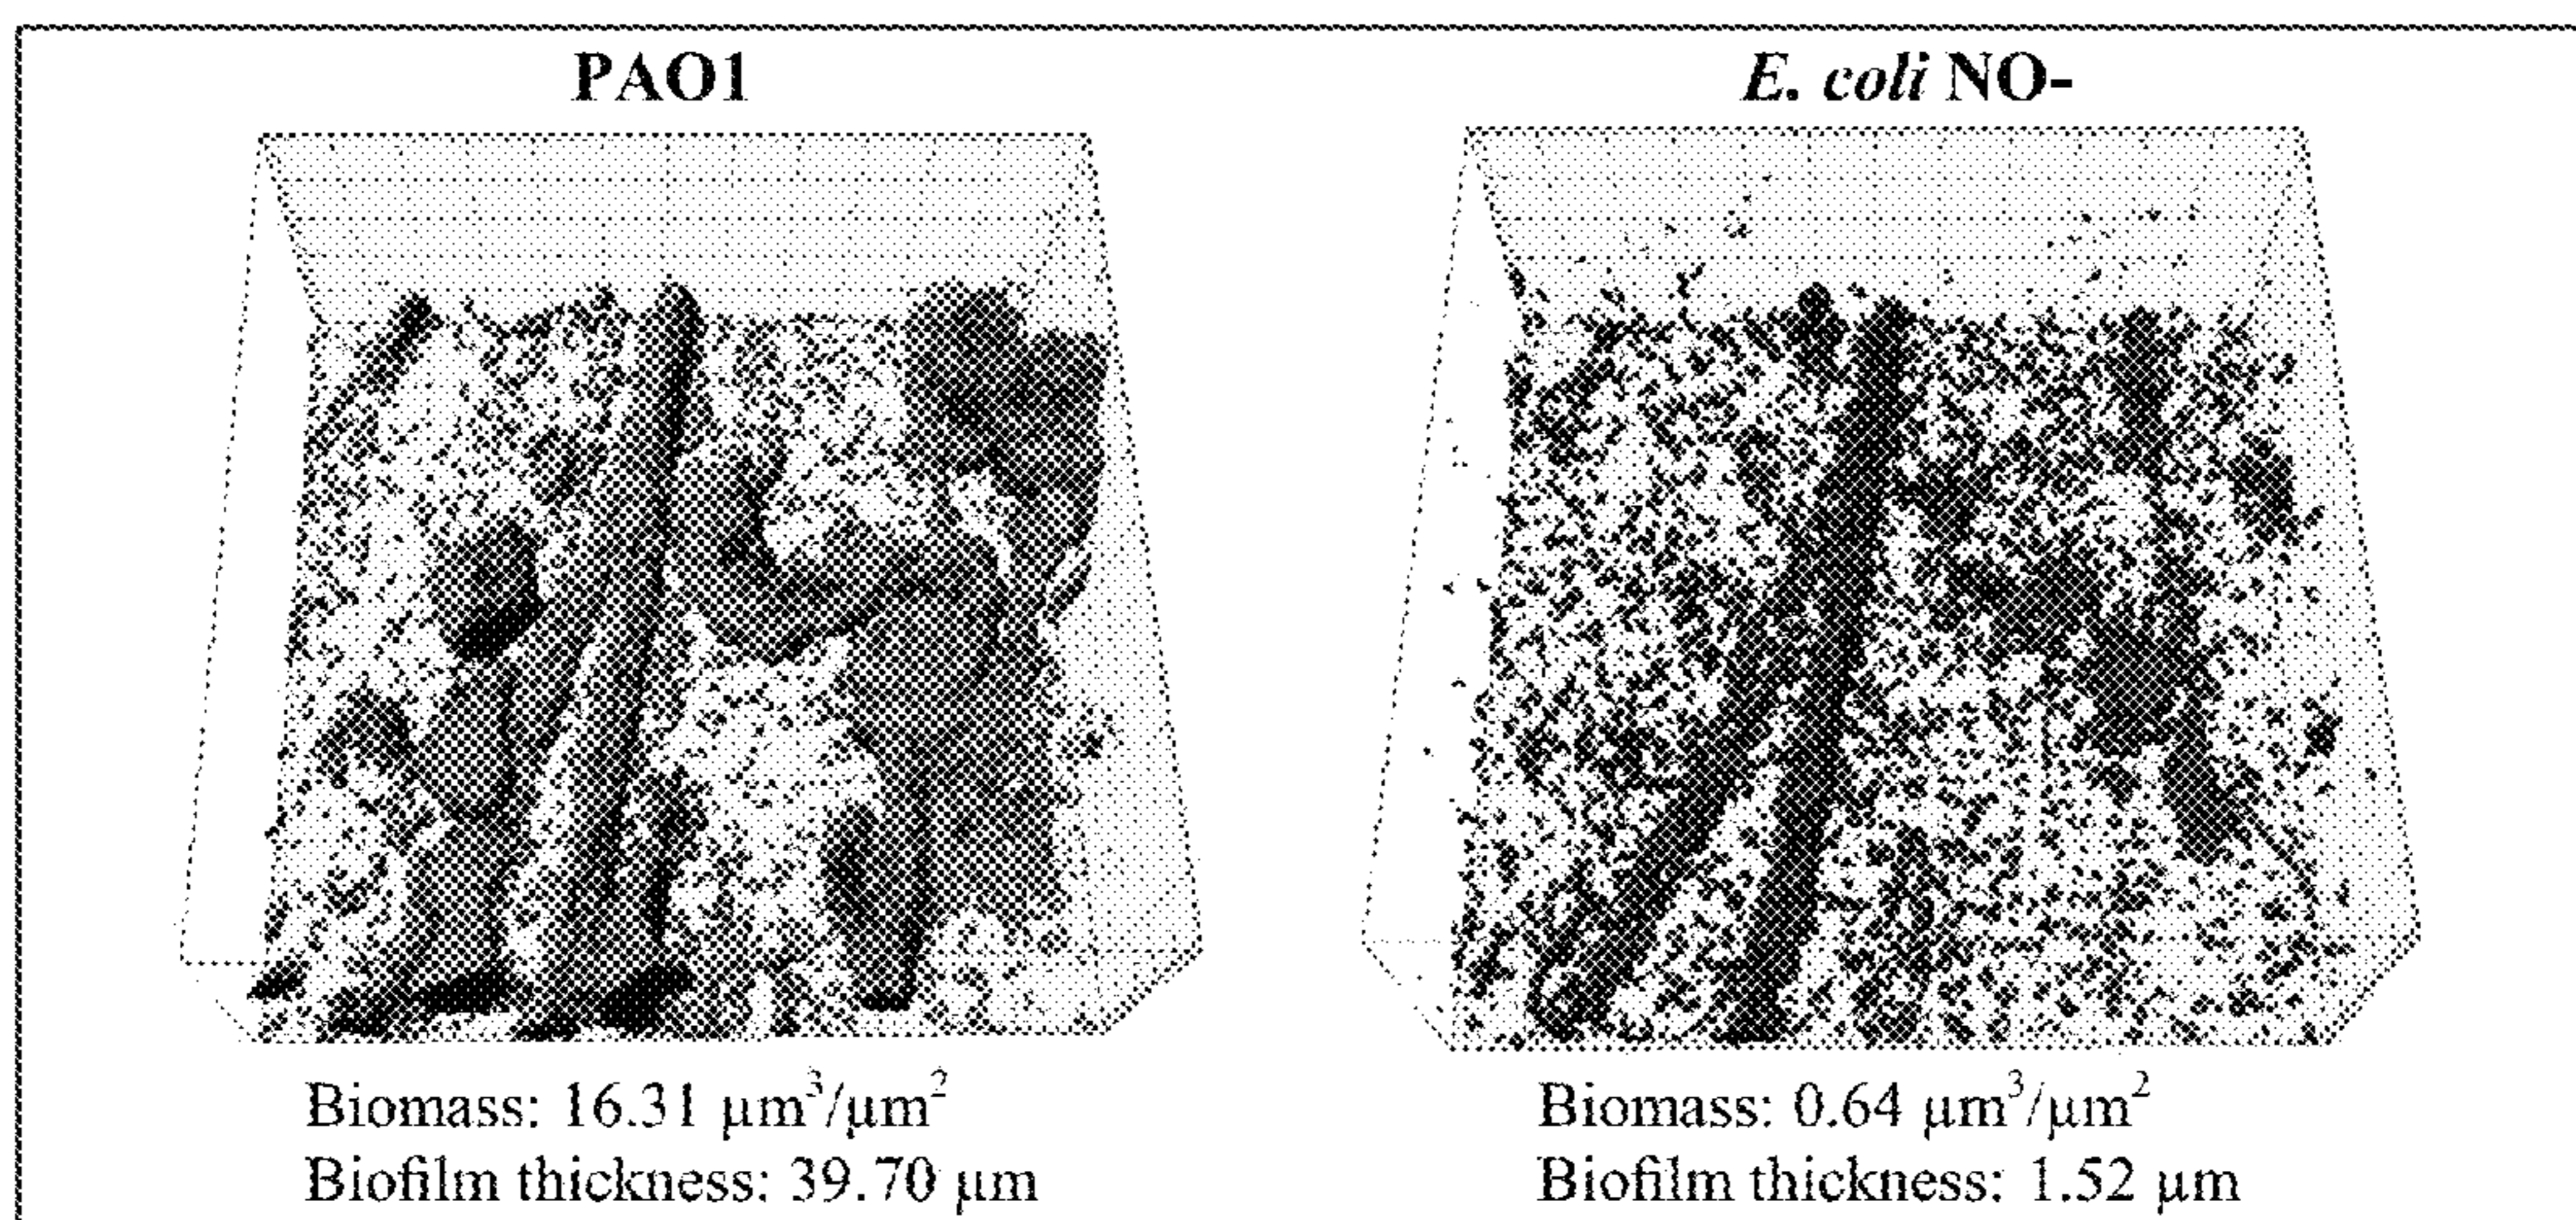 PAO1
E. coli NO-
Biomass: 16.31 μm³/μm²
Biofilm thickness: 39.70 μm
Biomass: 0.64 μm³/μm²
Biofilm thickness: 1.52 μm